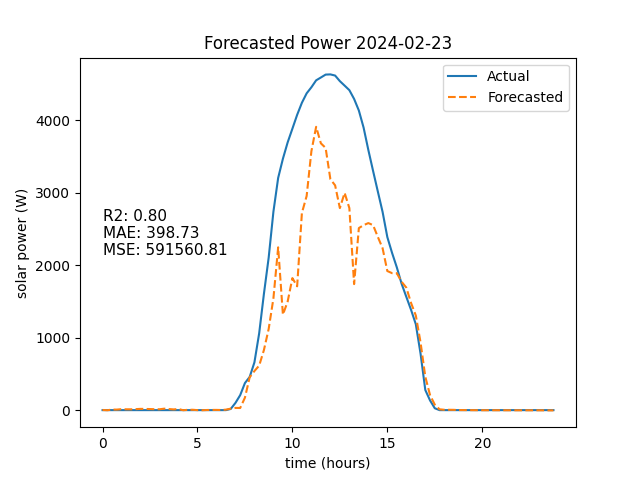 Forecasted Power 2024-02-23
Actual
Forecasted
R2: 0.80
MAE: 398.73
MSE: 591560.81
solar power (W)
4000
3000
2000
1000
0
0 5 10 15 20
time (hours)